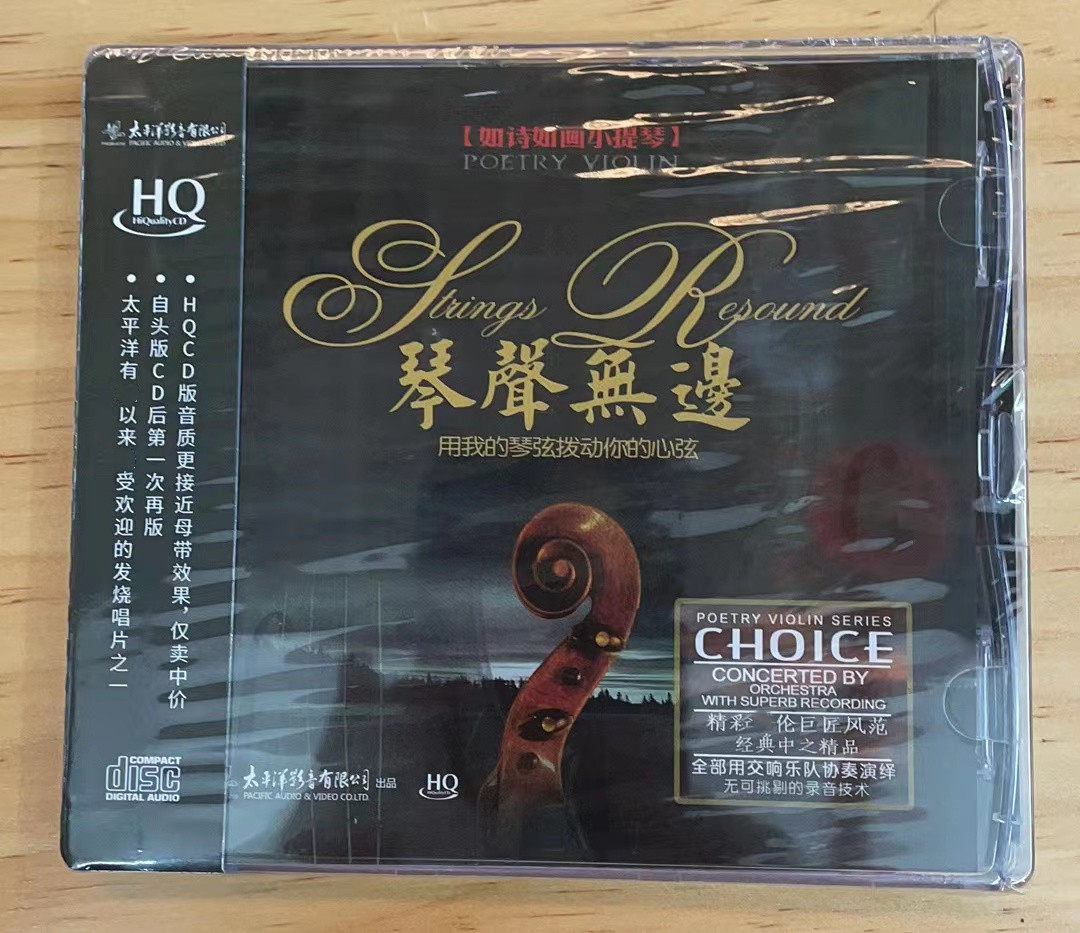 太平洋影音有限公司
PACIFIC AUDIO & VIDEO CO.LTD.
HQ
HiQualityCD
• HQCD版音质更接近母带效果，仅卖中价
• 自头版CD后第一次再版
• 太平洋有 以来 受欢迎的发烧唱片之一
COMPACT
disc
DIGITAL AUDIO
【如诗如画小提琴】
POETRY VIOLIN
Strings Resound
琴聲無邊
用我的琴弦拨动你的心弦
POETRY VIOLIN SERIES
CHOICE
CONCERTED BY
ORCHESTRA
WITH SUPERB RECORDING
精彩 伦巨匠风范
经典中之精品
全部用交响乐队协奏演绎
无可挑剔的录音技术
太平洋影音有限公司 出品
PACIFIC AUDIO & VIDEO CO.LTD.
HQ